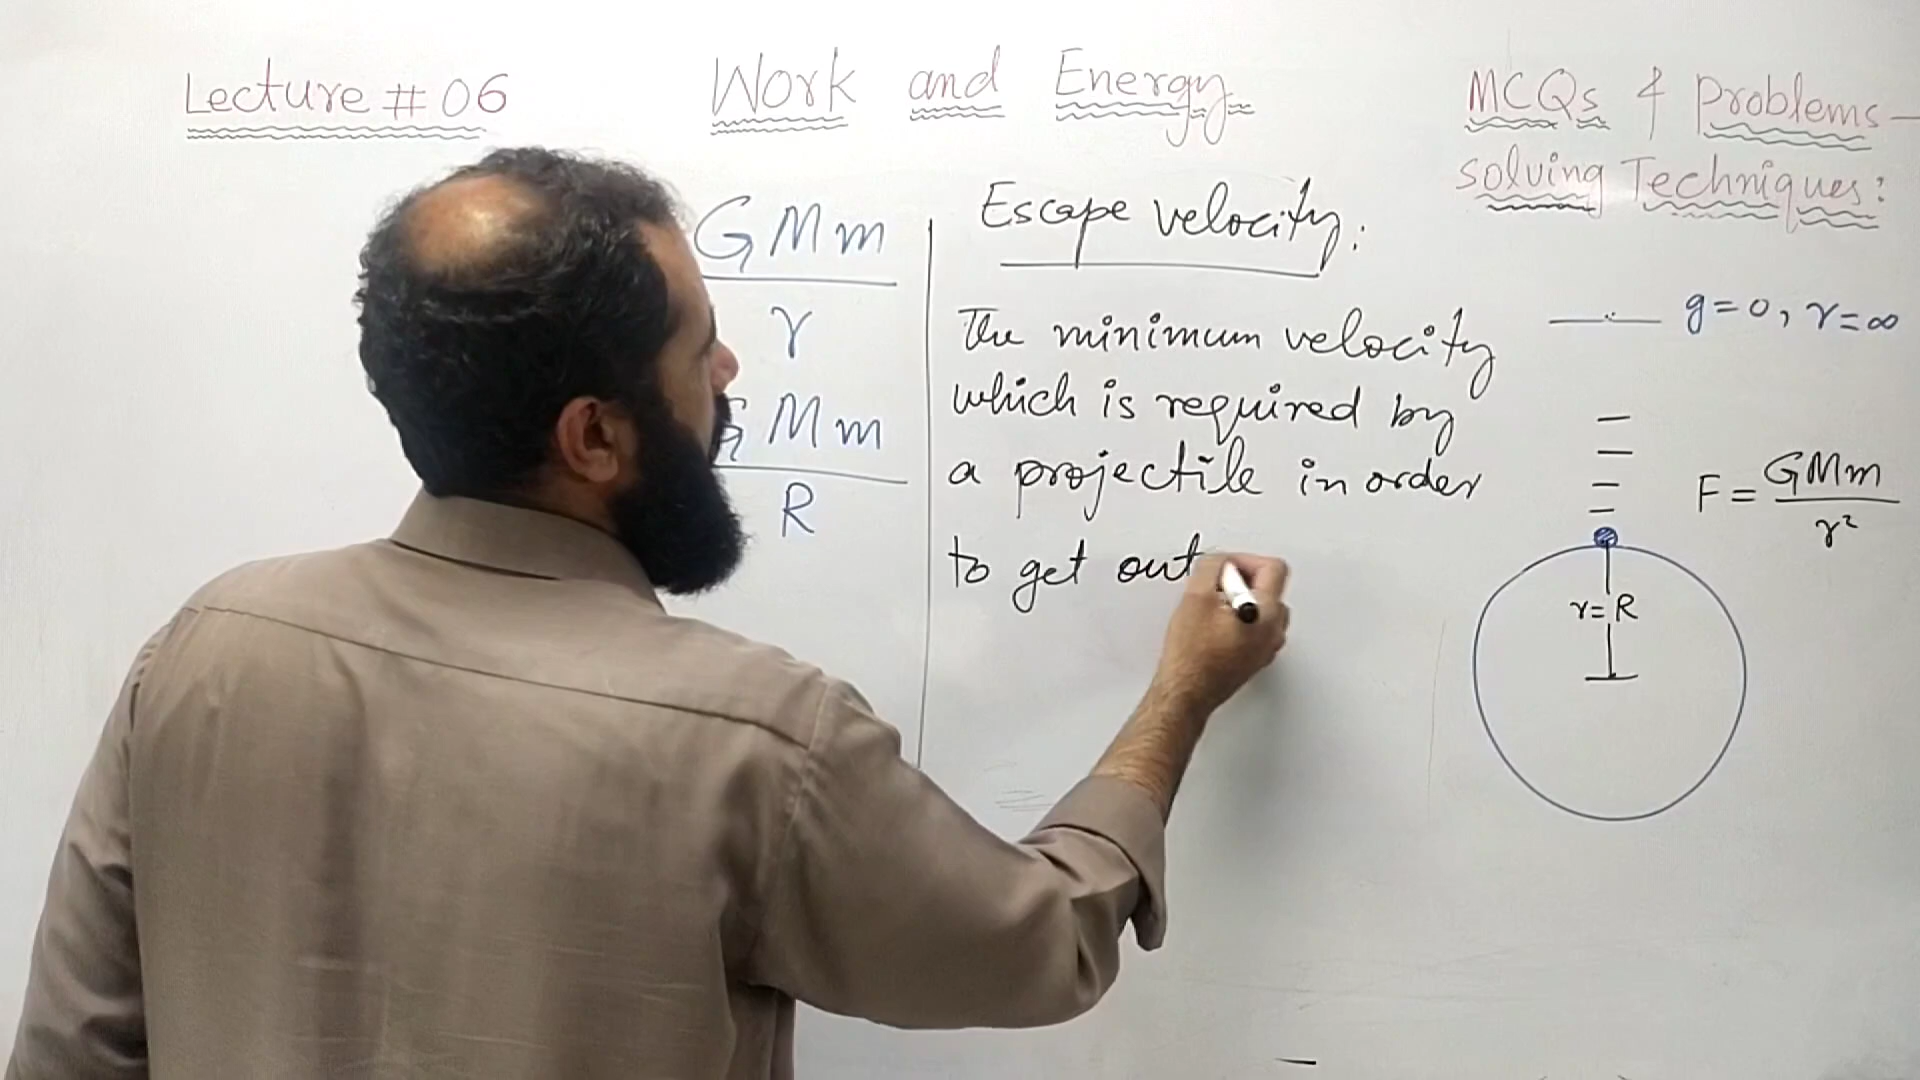 Lecture # 06
Work and Energy
MCQs & Problems-
solving Techniques:
GMm
r
GMm
R
Escape velocity:
The minimum velocity
which is required by
a projectile in order
to get out
g=0, r=∞
F = GMm
r²
r=R